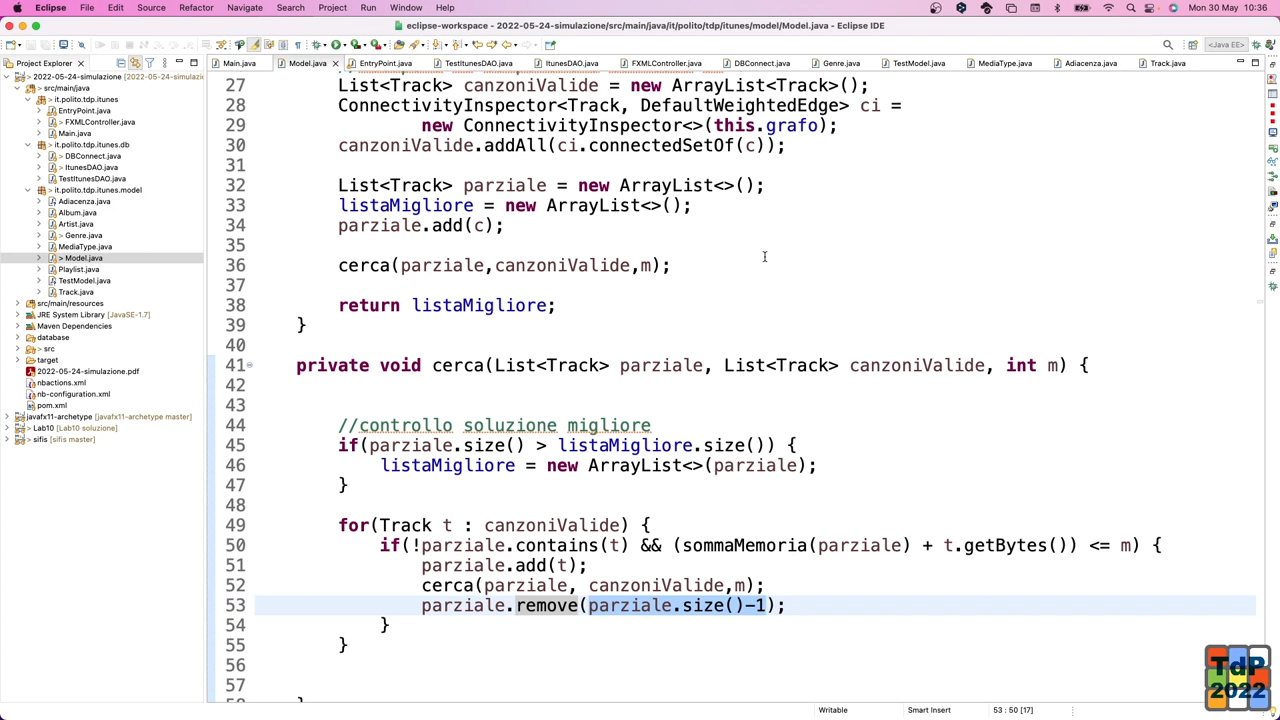 Eclipse File Edit Source Refactor Navigate Search Project Run Window Help Mon 30 May 10:36
eclipse-workspace - 2022-05-24-simulazione/src/main/java/it/polito/tdp/itunes/model/Model.java - Eclipse IDE
<Java EE>
Project Explorer
Main.java Model.java EntryPoint.java TestItunesDAO.java ItunesDAO.java FXMLController.java DBConnect.java Genre.java TestModel.java MediaType.java Adiacenza.java Track.java
> 2022-05-24-simulazione [2022-05-24-simulazi
> src/main/java
> it.polito.tdp.itunes
> EntryPoint.java
> FXMLController.java
Main.java
> it.polito.tdp.itunes.db
> DBConnect.java
> ItunesDAO.java
> TestItunesDAO.java
> it.polito.tdp.itunes.model
> Adiacenza.java
> Album.java
> Artist.java
> Genre.java
> MediaType.java
> Model.java
Playlist.java
> TestModel.java
> Track.java
src/main/resources
JRE System Library [JavaSE-1.7]
Maven Dependencies
database
> src
target
2022-05-24-simulazione.pdf
nbactions.xml
nb-configuration.xml
pom.xml
javafx11-archetype [javafx11-archetype master]
> Lab10 [Lab10 soluzione]
> sifis [sifis master]
27 List<Track> canzoniValide = new ArrayList<Track>();
28 ConnectivityInspector<Track, DefaultWeightedEdge> ci =
29 new ConnectivityInspector<>(this.grafo);
30 canzoniValide.addAll(ci.connectedSetOf(c));
31
32 List<Track> parziale = new ArrayList<>();
33 listaMigliore = new ArrayList<>();
34 parziale.add(c);
35
36 cerca(parziale,canzoniValide,m);
37
38 return listaMigliore;
39 }
40
41 private void cerca(List<Track> parziale, List<Track> canzoniValide, int m) {
42
43
44 //controllo soluzione migliore
45 if(parziale.size() > listaMigliore.size()) {
46 listaMigliore = new ArrayList<>(parziale);
47 }
48
49 for(Track t : canzoniValide) {
50 if(!parziale.contains(t) && (sommaMemoria(parziale) + t.getBytes()) <= m) {
51 parziale.add(t);
52 cerca(parziale, canzoniValide,m);
53 parziale.remove(parziale.size()-1);
54 }
55 }
56
57
Writable Smart Insert 53 : 50 [17]
TdP
2022